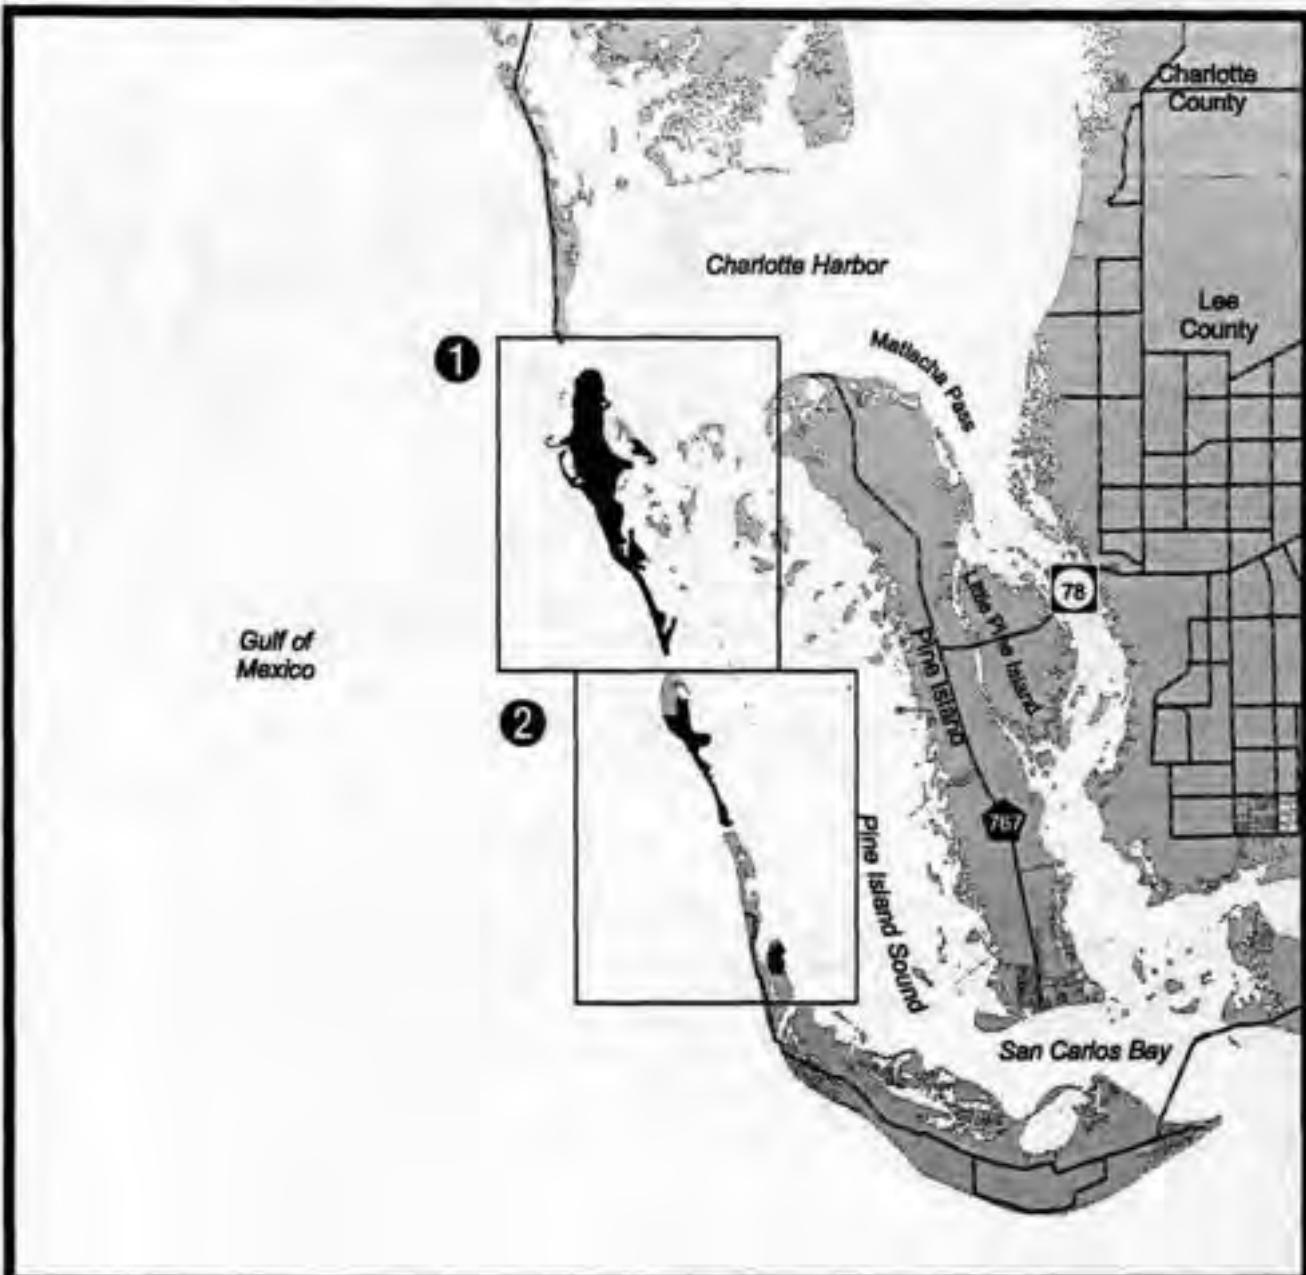 Charlotte
County
Charlotte Harbor
Lee
County
1
Matlacha Pass
78
Gulf of
Mexico
Little Pine Island
Pine Island
2
767
Pine Island Sound
San Carlos Bay